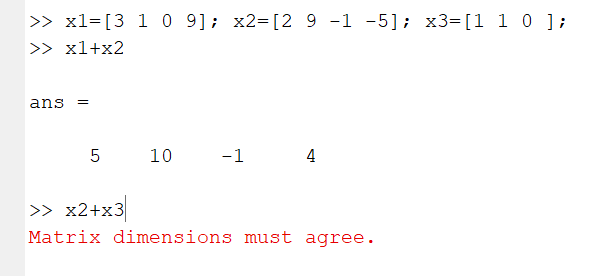 >> x1=[3 1 0 9]; x2=[2 9 -1 -5]; x3=[1 1 0 ];
>> x1+x2
ans =
5 10 -1 4
>> x2+x3
Matrix dimensions must agree.